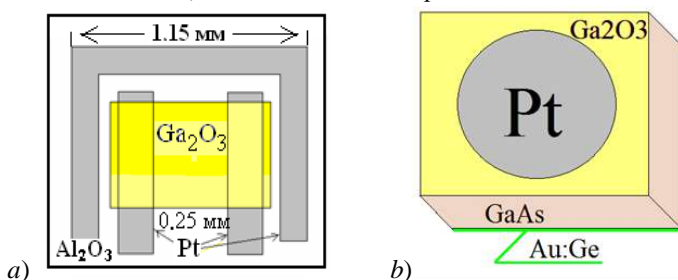 1.15 мм
Ga2O3
0.25 мм
Al2O3
Pt
a)
Ga2O3
Pt
GaAs
Au:Ge
b)